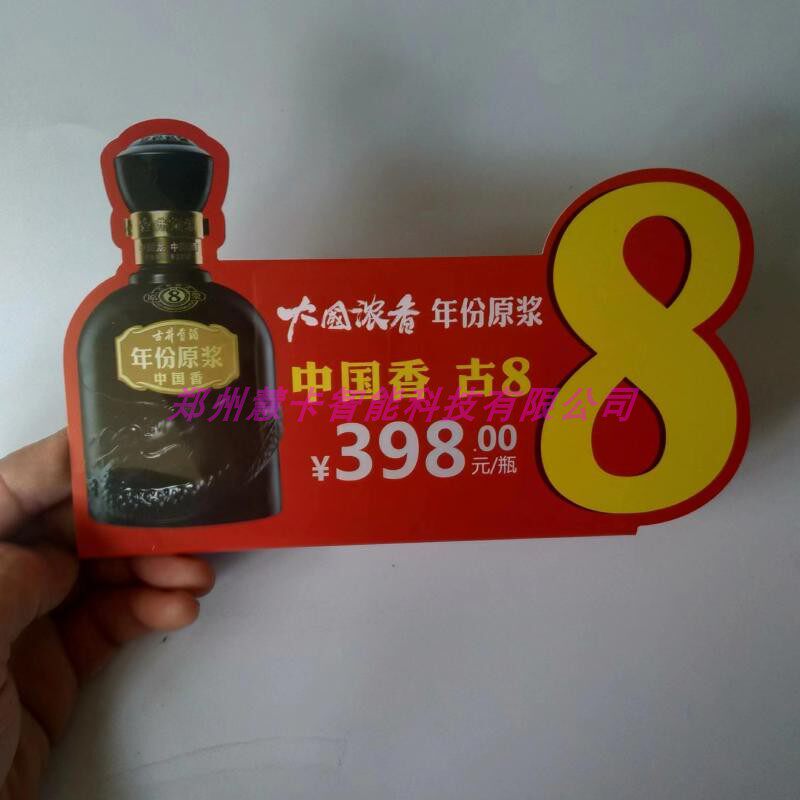 8
古井贡酒
年份原浆
中国香
大国浓香 年份原浆
中国香 古8
¥398.00
元/瓶
8
郑州慧卡智能科技有限公司